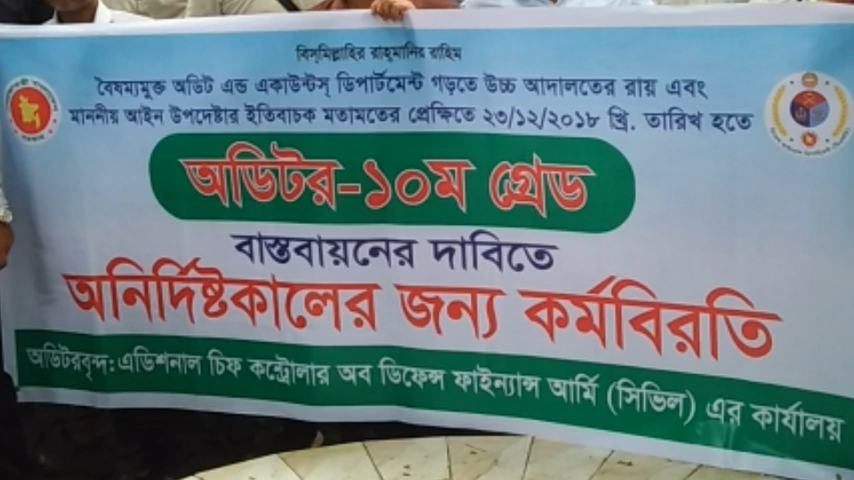 বিস্‌মিল্লাহির রাহ্‌মানির রাহিম
বৈষম্যমুক্ত অডিট এন্ড একাউন্টস্ ডিপার্টমেন্ট গড়তে উচ্চ আদালতের রায় এবং
মাননীয় আইন উপদেষ্টার ইতিবাচক মতামতের প্রেক্ষিতে ২৩/১২/২০১৮ খ্রি. তারিখ হতে
অডিটর-১০ম গ্রেড
বাস্তবায়নের দাবিতে
অনির্দিষ্টকালের জন্য কর্মবিরতি
অডিটরবৃন্দ: এডিশনাল চিফ কন্ট্রোলার অব ডিফেন্স ফাইন্যান্স আর্মি (সিভিল) এর কার্যালয়